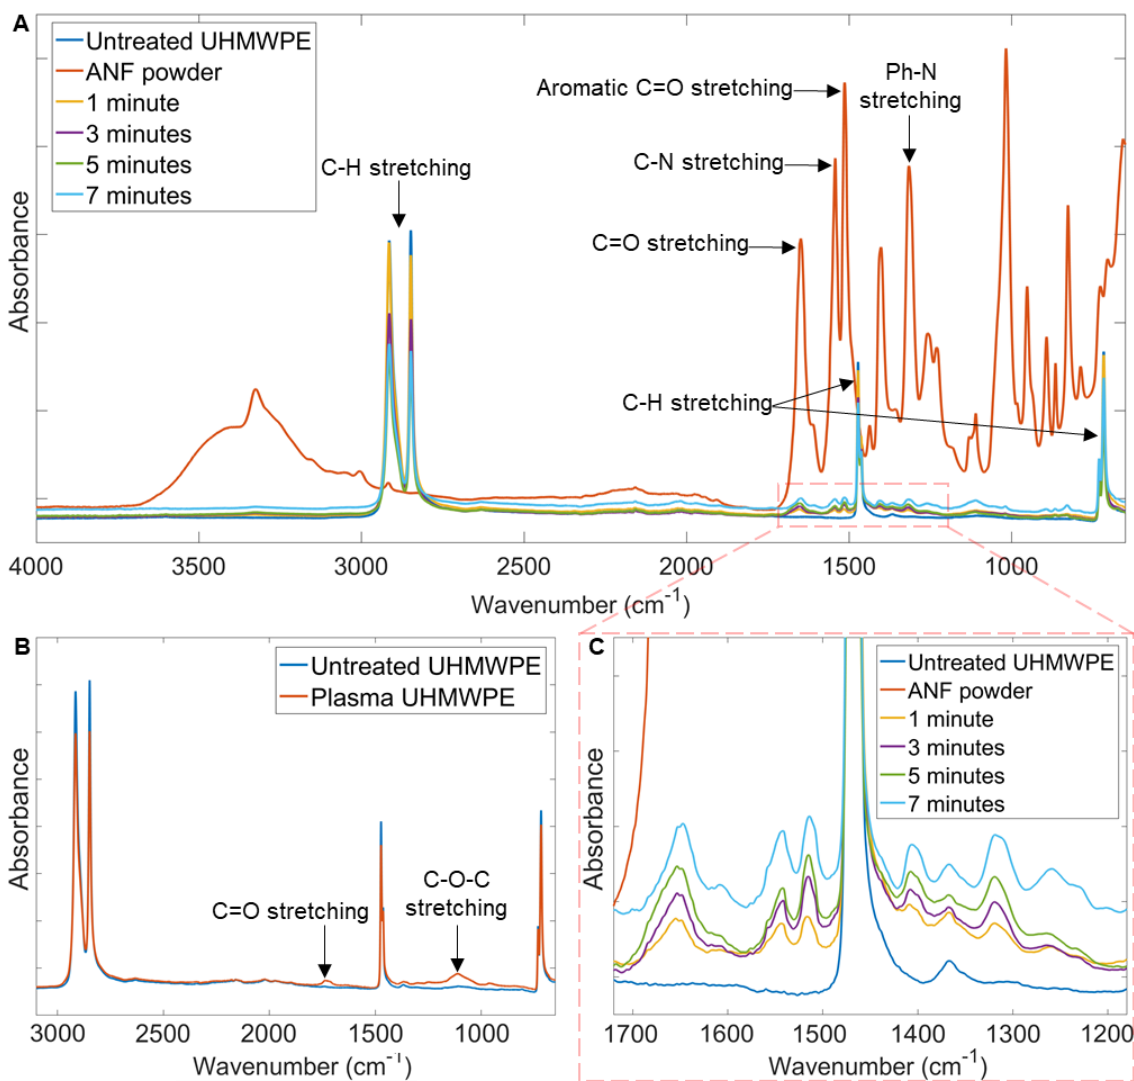 A
Untreated UHMWPE
ANF powder
1 minute
3 minutes
5 minutes
7 minutes
C-H stretching
Aromatic C=O stretching
Ph-N
stretching
C-N stretching
C=O stretching
C-H stretching
Absorbance
4000 3500 3000 2500 2000 1500 1000
Wavenumber (cm⁻¹)
B
Untreated UHMWPE
Plasma UHMWPE
C=O stretching
C-O-C
stretching
Absorbance
3000 2500 2000 1500 1000
Wavenumber (cm⁻¹)
C
Untreated UHMWPE
ANF powder
1 minute
3 minutes
5 minutes
7 minutes
Absorbance
1700 1600 1500 1400 1300 1200
Wavenumber (cm⁻¹)